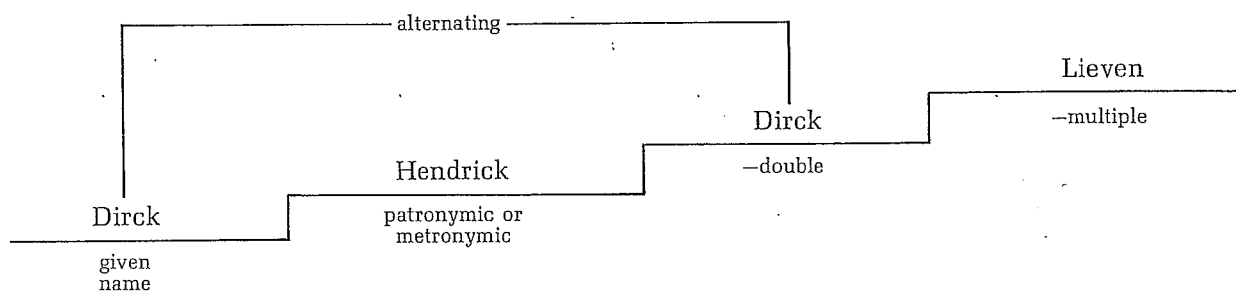 alternating
Lieven
—multiple
Dirck
—double
Hendrick
patronymic or
metronymic
Dirck
given
name